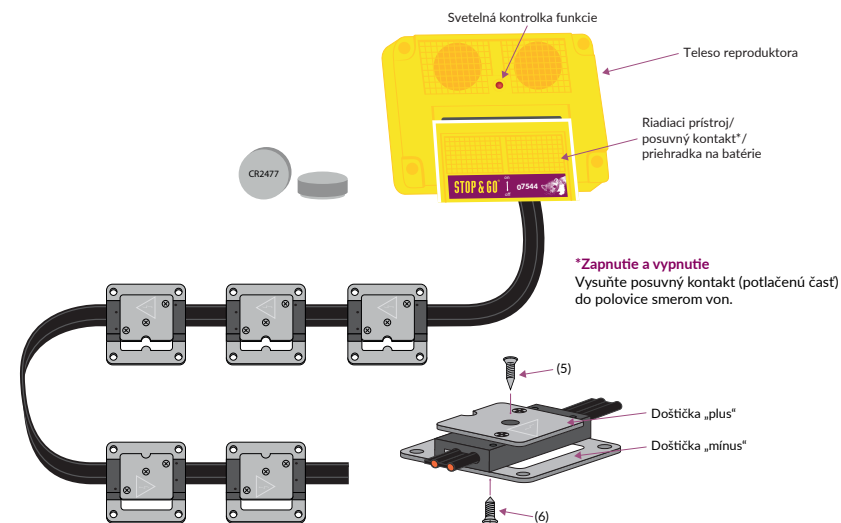 Svetelná kontrolka funkcie
Teleso reproduktora
Riadiaci prístroj/
posuvný kontakt*/
priehradka na batérie
CR2477
STOP & GO
07544
*Zapnutie a vypnutie
Vysuňte posuvný kontakt (potlačenú časť)
do polovice smerom von.
(5)
Doštička „plus“
Doštička „mínus“
(6)